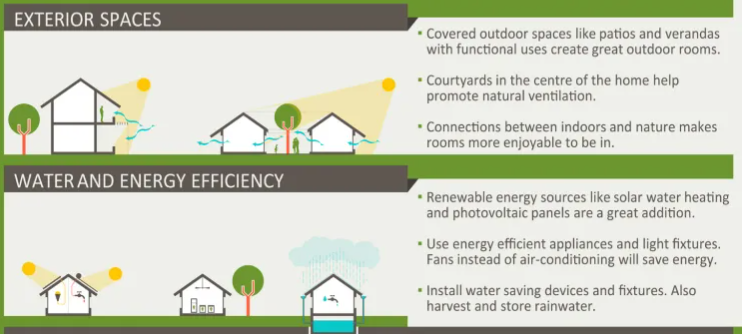 EXTERIOR SPACES
▪ Covered outdoor spaces like patios and verandas
with functional uses create great outdoor rooms.
▪ Courtyards in the centre of the home help
promote natural ventilation.
▪ Connections between indoors and nature makes
rooms more enjoyable to be in.
WATER AND ENERGY EFFICIENCY
▪ Renewable energy sources like solar water heating
and photovoltaic panels are a great addition.
▪ Use energy efficient appliances and light fixtures.
Fans instead of air-conditioning will save energy.
▪ Install water saving devices and fixtures. Also
harvest and store rainwater.